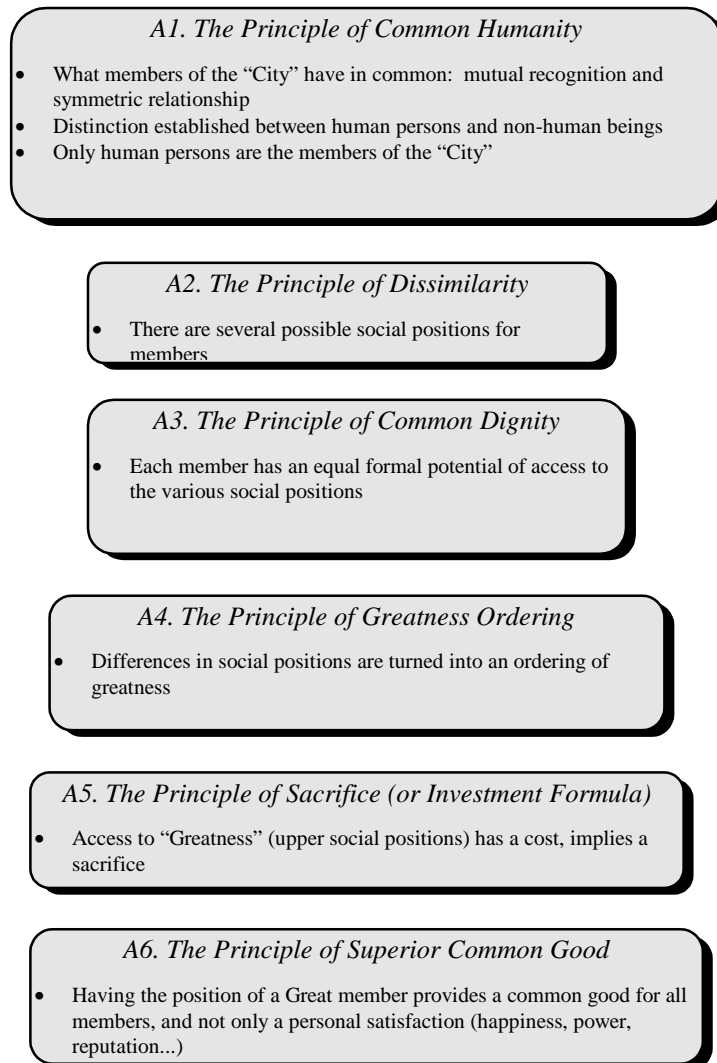 A1. The Principle of Common Humanity
• What members of the “City” have in common: mutual recognition and
symmetric relationship
• Distinction established between human persons and non-human beings
• Only human persons are the members of the “City”
A2. The Principle of Dissimilarity
• There are several possible social positions for
members
A3. The Principle of Common Dignity
• Each member has an equal formal potential of access to
the various social positions
A4. The Principle of Greatness Ordering
• Differences in social positions are turned into an ordering of
greatness
A5. The Principle of Sacrifice (or Investment Formula)
• Access to “Greatness” (upper social positions) has a cost, implies a
sacrifice
A6. The Principle of Superior Common Good
• Having the position of a Great member provides a common good for all
members, and not only a personal satisfaction (happiness, power,
reputation...)